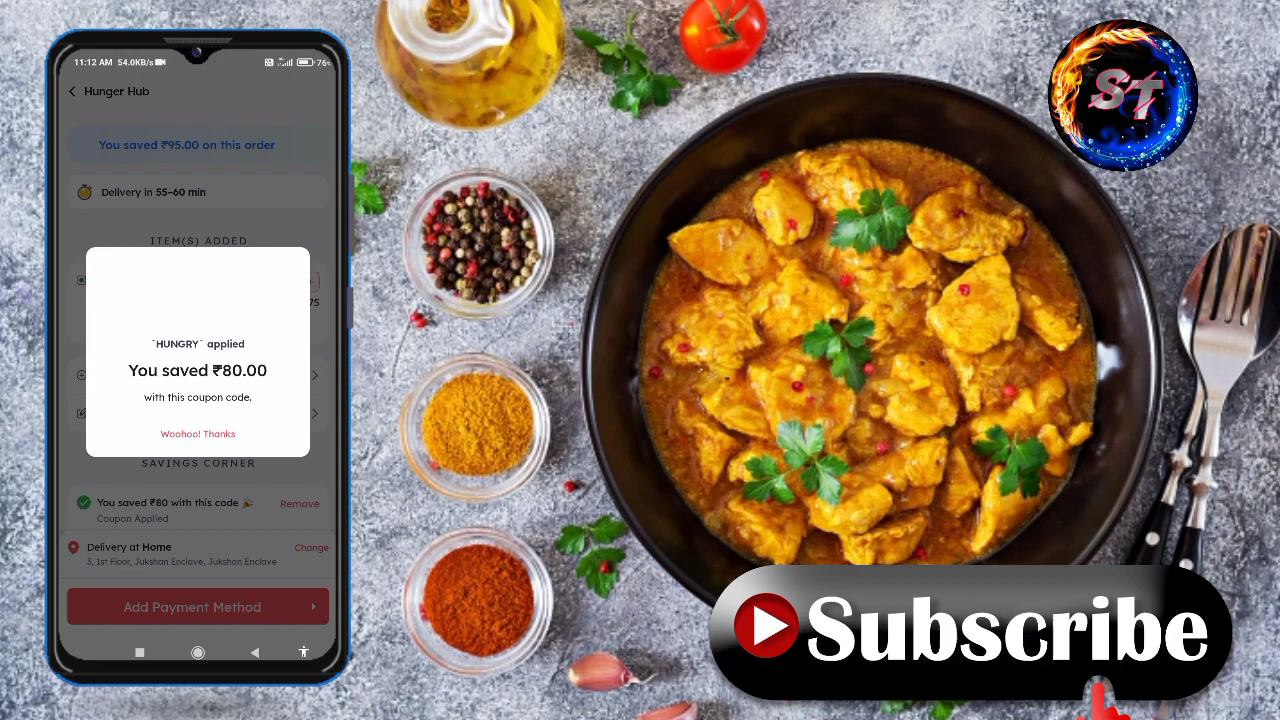 11:12 AM 54.0KB/s
76
Hunger Hub
You saved ₹95.00 on this order
Delivery in 55-60 min
ITEM(S) ADDED
75
`HUNGRY` applied
You saved ₹80.00
with this coupon code.
Woohoo! Thanks
SAVINGS CORNER
You saved ₹80 with this code 🎉
Remove
Coupon Applied
Delivery at Home
Change
3, 1st Floor, Jukshan Enclave, Jukshan Enclave
Add Payment Method
ST
Subscribe